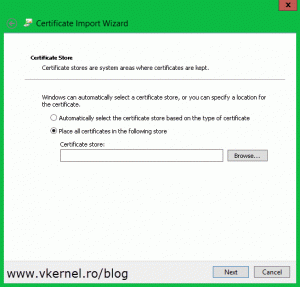 Certificate Import Wizard
Certificate Store
Certificate stores are system areas where certificates are kept.
Windows can automatically select a certificate store, or you can specify a location for
the certificate.
Automatically select the certificate store based on the type of certificate
Place all certificates in the following store
Certificate store:
Browse...
www.vkernel.ro/blog
Next
Cancel